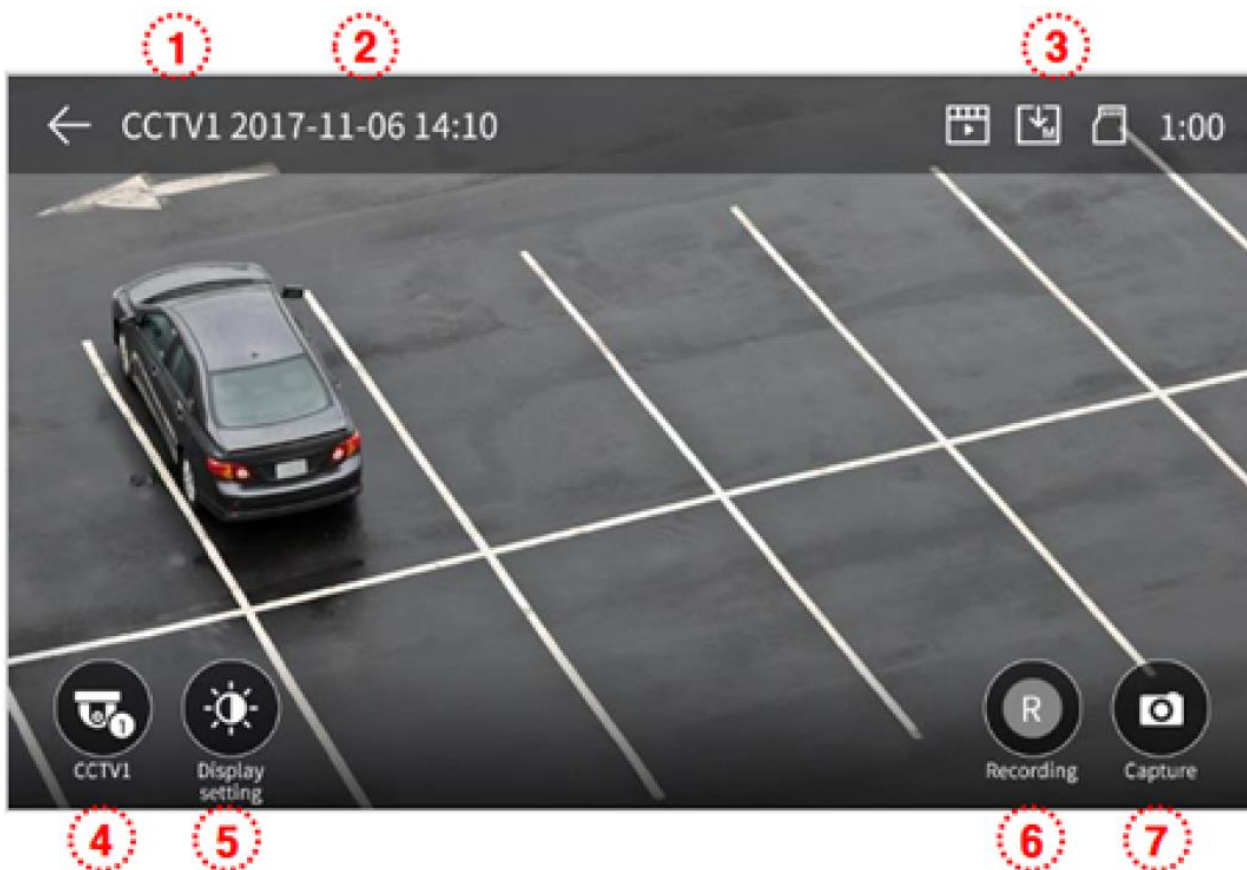 1 2 3
CCTV1 2017-11-06 14:10 M 1:00
1
R
CCTV1 Display Recording Capture
setting
4 5 6 7